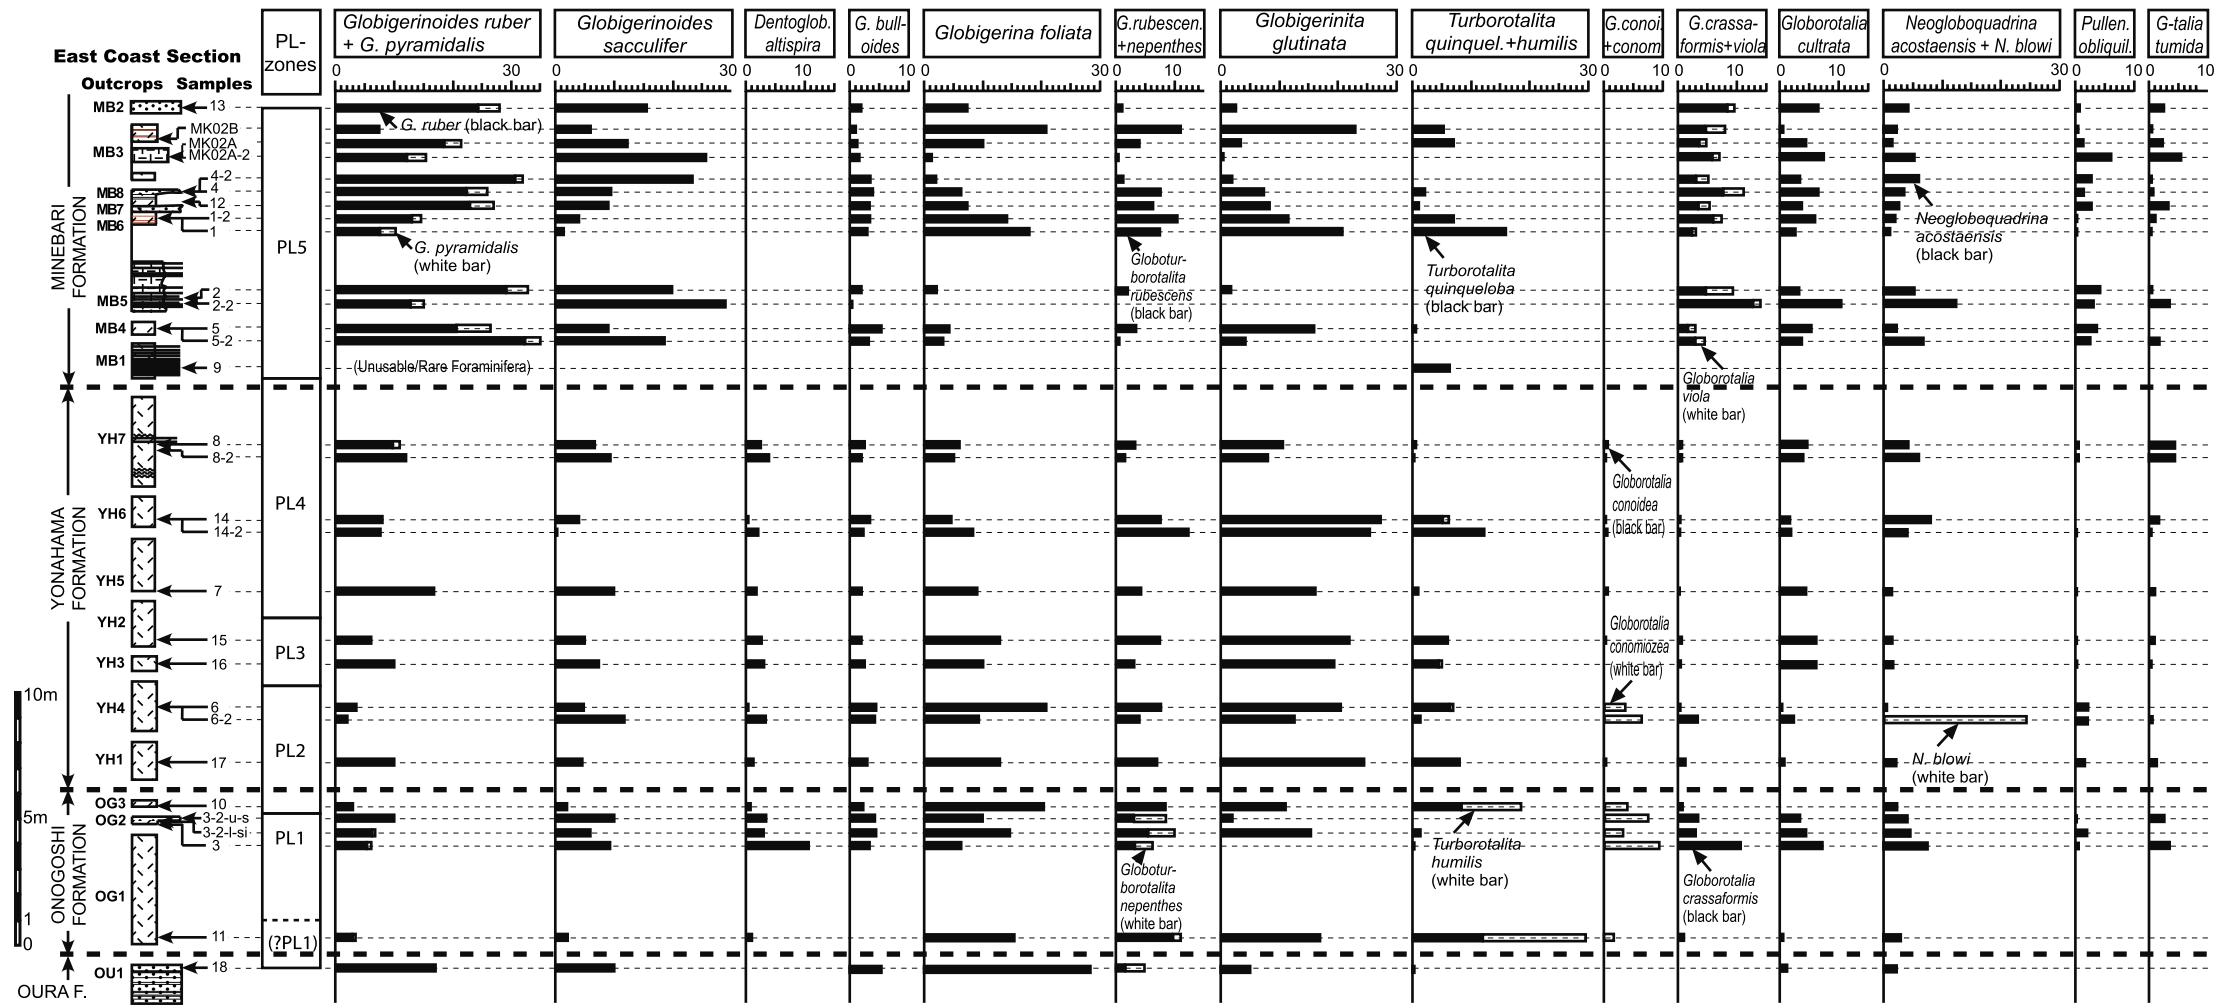 East Coast Section
Outcrops Samples
PL-
zones
Globigerinoides ruber
+ G. pyramidalis
Globigerinoides
sacculifer
Dentoglob.
altispira
G. bull-
oides
Globigerina foliata
G.rubescen.
+nepenthes
Globigerinita
glutinata
Turborotalita
quinquel.+humilis
G.conoi.
+conom.
G.crassa-
formis+viola
Globorotalia
cultrata
Neogloboquadrina
acostaensis + N. blowi
Pullen.
obliquil.
G-talia
tumida
0 30 0 30 0 10 0 10 0 30 0 10 0 30 0 30 0 10 0 10 0 10 0 30 0 10 0 10
MINEBARI
FORMATION
YONAHAMA
FORMATION
ONOGOSHI
FORMATION
OURA F.
MB2 13
MK02B
MB3 MK02A
MK02A-2
4-2
MB8 4
MB7 12
MB6 1-2
1
MB5 2
2-2
MB4 5
5-2
MB1 9
YH7 8
8-2
YH6 14
14-2
YH5 7
YH2 15
YH3 16
YH4 6
6-2
YH1 17
OG3 10
OG2 3-2-u-s
3-2-l-si
3
OG1
11
OU1 18
10m
5m
1
0
PL5
PL4
PL3
PL2
PL1
(?PL1)
G. ruber (black bar)
G. pyramidalis
(white bar)
(Unusable/Rare Foraminifera)
Globotur-
borotalita
rubescens
(black bar)
Turborotalita
quinqueloba
(black bar)
Neogloboquadrina
acostaensis
(black bar)
Globorotalia
viola
(white bar)
Globorotalia
conoidea
(black bar)
Globorotalia
conomiozea
(white bar)
N. blowi
(white bar)
Turborotalita
humilis
(white bar)
Globotur-
borotalita
nepenthes
(white bar)
Globorotalia
crassaformis
(black bar)